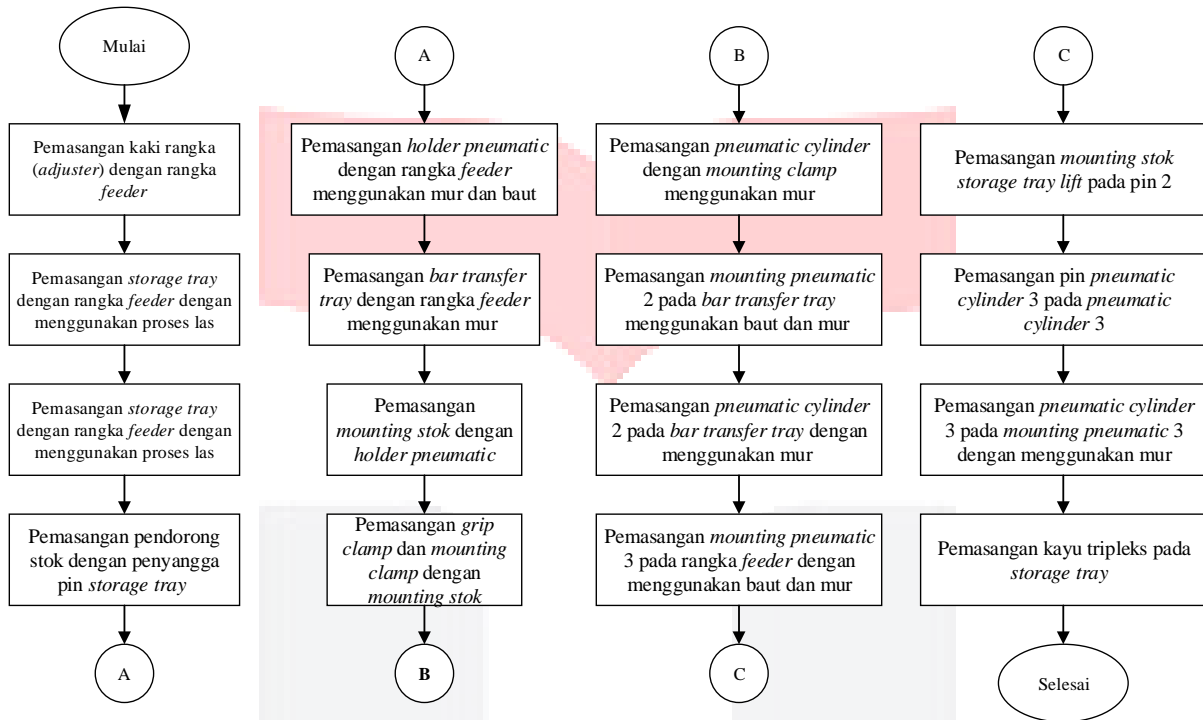 Mulai
Pemasangan kaki rangka
(adjuster) dengan rangka
feeder
Pemasangan storage tray
dengan rangka feeder dengan
menggunakan proses las
Pemasangan storage tray
dengan rangka feeder dengan
menggunakan proses las
Pemasangan pendorong
stok dengan penyangga
pin storage tray
A
A
Pemasangan holder pneumatic
dengan rangka feeder
menggunakan mur dan baut
Pemasangan bar transfer
tray dengan rangka feeder
menggunakan mur
Pemasangan
mounting stok dengan
holder pneumatic
Pemasangan grip
clamp dan mounting
clamp dengan
mounting stok
B
B
Pemasangan pneumatic cylinder
dengan mounting clamp
menggunakan mur
Pemasangan mounting pneumatic
2 pada bar transfer tray
menggunakan baut dan mur
Pemasangan pneumatic cylinder
2 pada bar transfer tray dengan
menggunakan mur
Pemasangan mounting pneumatic
3 pada rangka feeder dengan
menggunakan baut dan mur
C
C
Pemasangan mounting stok
storage tray lift pada pin 2
Pemasangan pin pneumatic
cylinder 3 pada pneumatic
cylinder 3
Pemasangan pneumatic cylinder
3 pada mounting pneumatic 3
dengan menggunakan mur
Pemasangan kayu tripleks pada
storage tray
Selesai